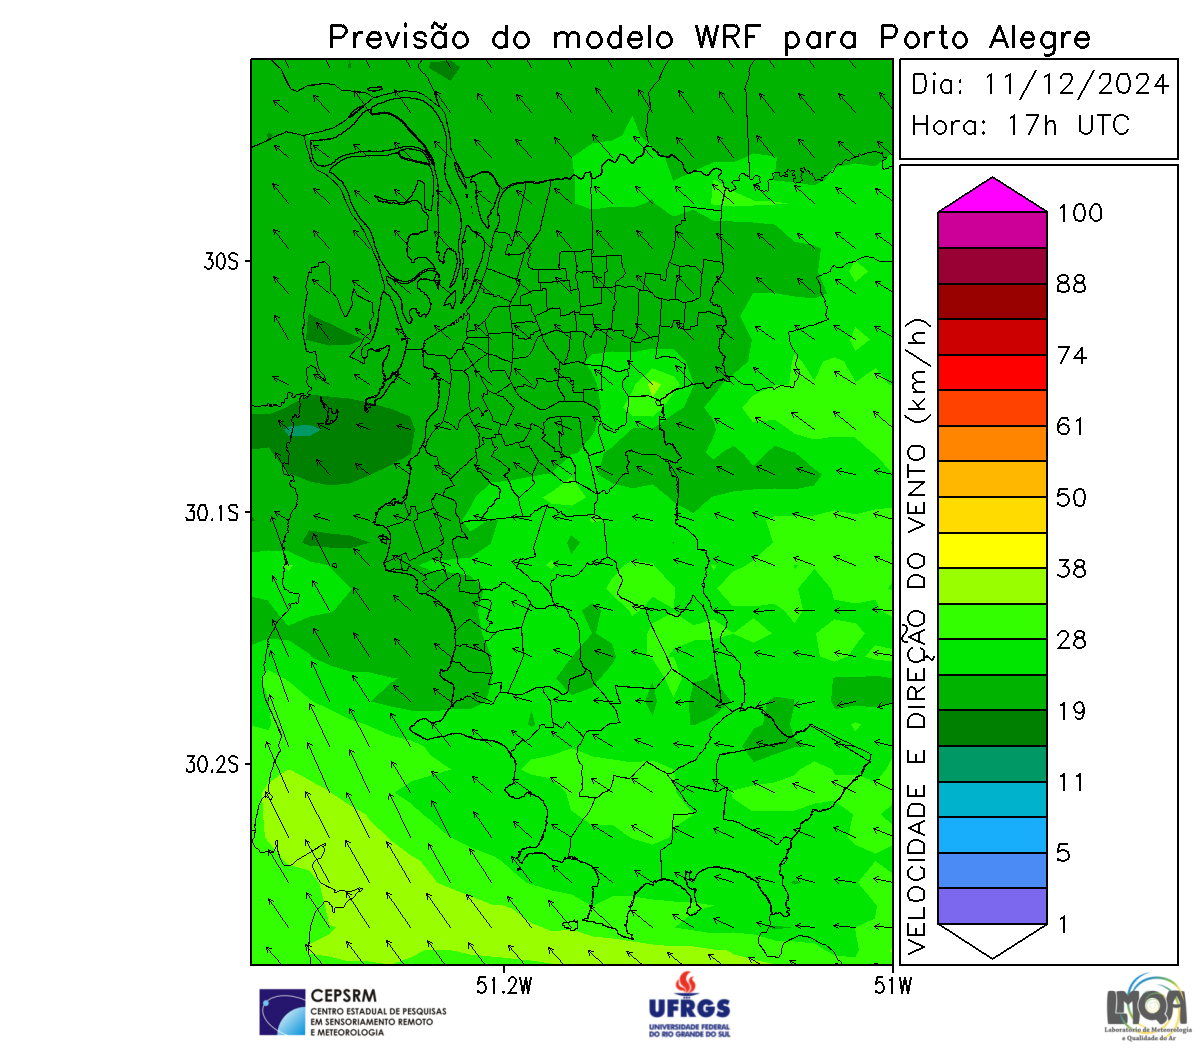 Previsão do modelo WRF para Porto Alegre
Dia: 11/12/2024
Hora: 17h UTC
30S
30.1S
30.2S
51.2W
51W
VELOCIDADE E DIREÇÃO DO VENTO (km/h)
100
88
74
61
50
38
28
19
11
5
1
CEPSRM
CENTRO ESTADUAL DE PESQUISAS
EM SENSORIAMENTO REMOTO
E METEOROLOGIA
UFRGS
UNIVERSIDADE FEDERAL
DO RIO GRANDE DO SUL
LMQA
Laboratório de Meteorologia
e Qualidade do Ar